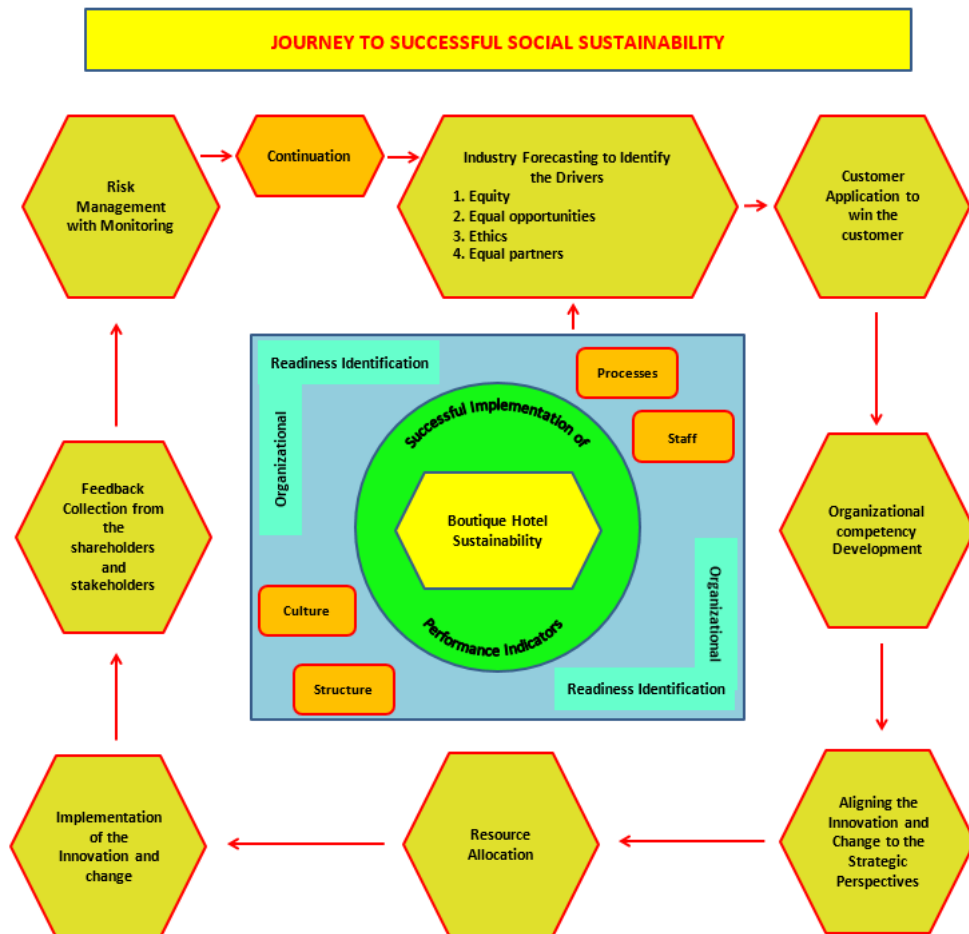 JOURNEY TO SUCCESSFUL SOCIAL SUSTAINABILITY
Risk
Management
with Monitoring
Continuation
Industry Forecasting to Identify
the Drivers
1. Equity
2. Equal opportunities
3. Ethics
4. Equal partners
Customer
Application to
win the
customer
Readiness Identification
Organizational
Processes
Staff
Successful Implementation of
Performance Indicators
Boutique Hotel
Sustainability
Culture
Structure
Organizational
Readiness Identification
Feedback
Collection from
the
shareholders
and
stakeholders
Organizational
competency
Development
Implementation
of the
Innovation and
change
Resource
Allocation
Aligning the
Innovation and
Change to the
Strategic
Perspectives